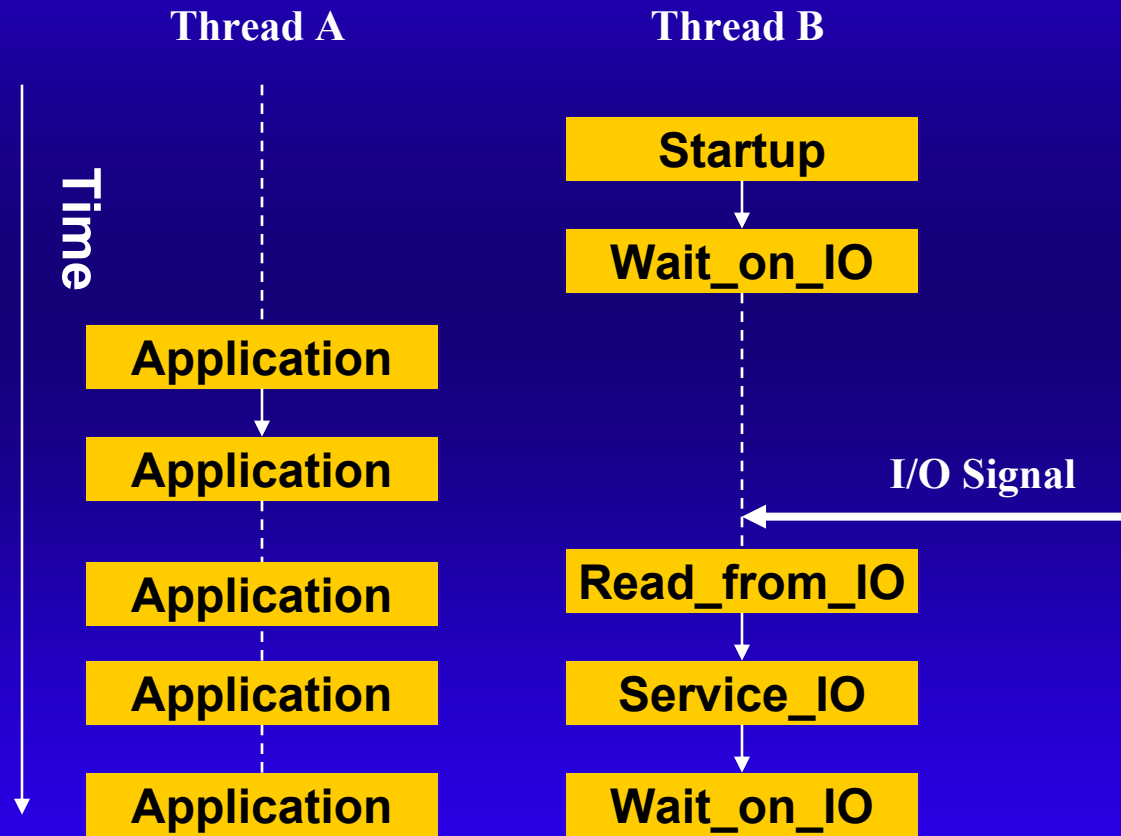 Thread A
Thread B
Time
Startup
Wait_on_IO
Application
Application
I/O Signal
Application
Read_from_IO
Application
Service_IO
Application
Wait_on_IO